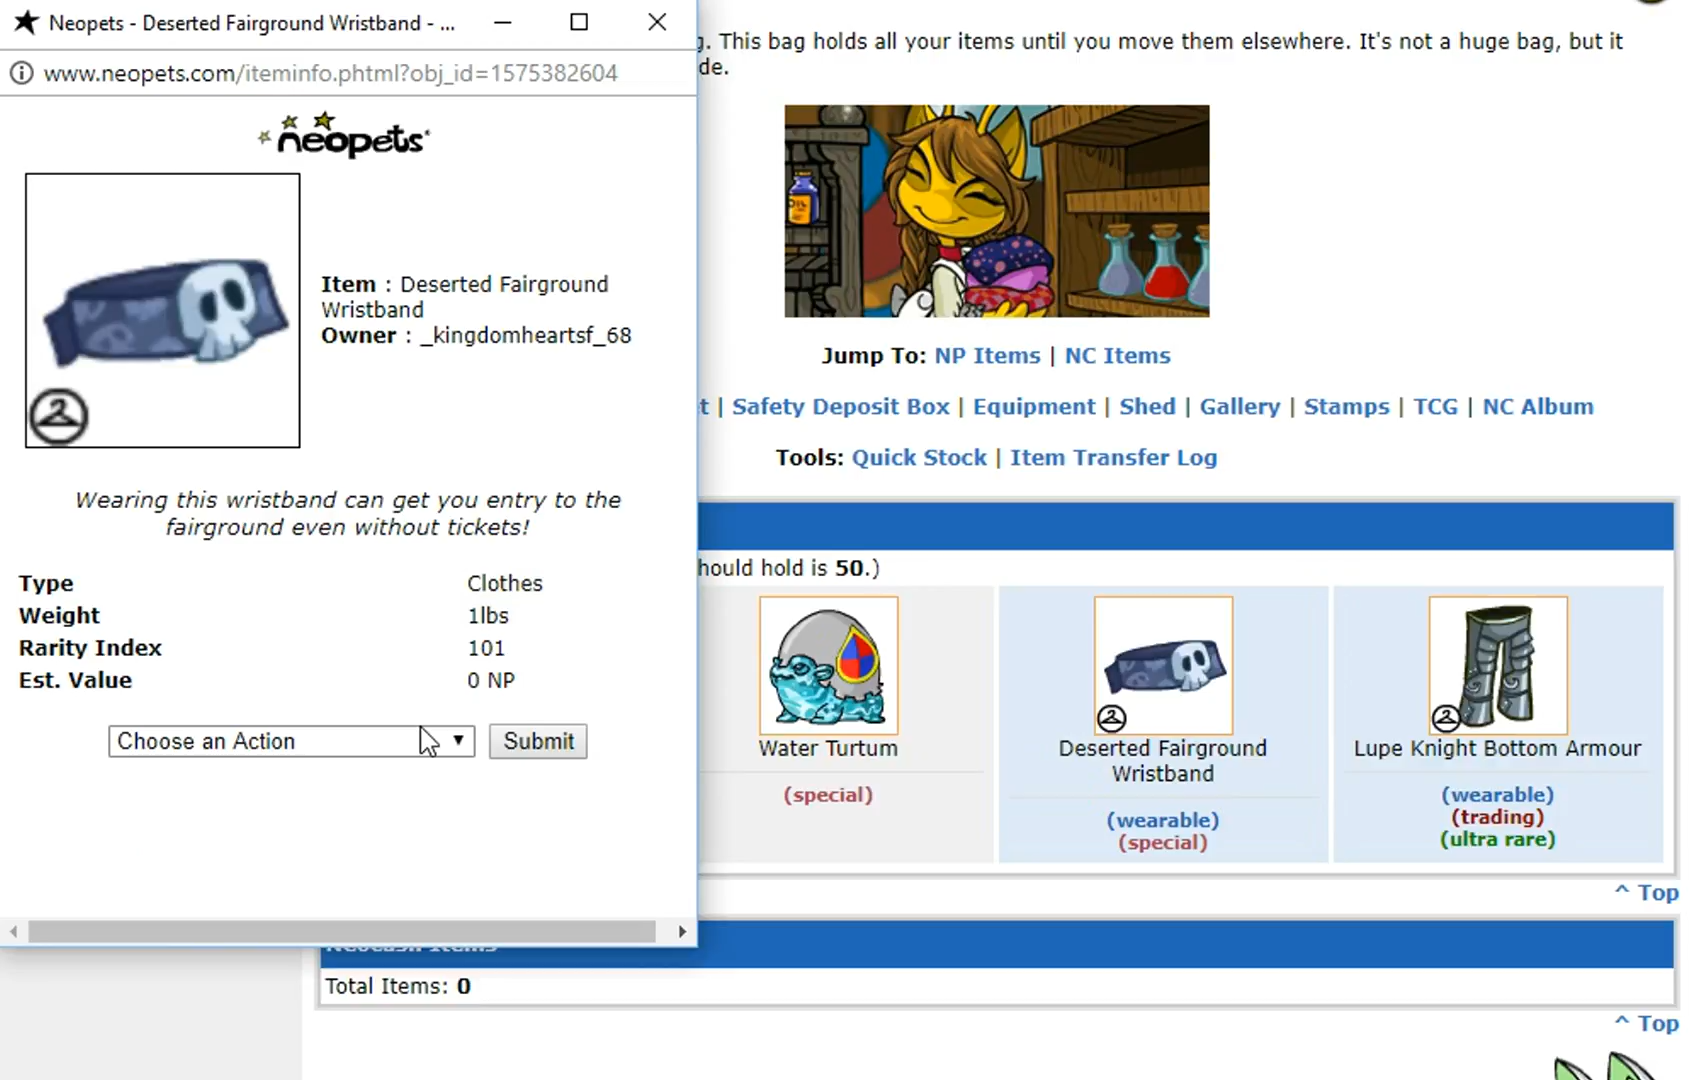 Neopets - Deserted Fairground Wristband - ...
www.neopets.com/iteminfo.phtml?obj_id=1575382604
neopets
Item : Deserted Fairground
Wristband
Owner : _kingdomheartsf_68
Wearing this wristband can get you entry to the
fairground even without tickets!
Type Clothes
Weight 1lbs
Rarity Index 101
Est. Value 0 NP
Choose an Action Submit
g. This bag holds all your items until you move them elsewhere. It's not a huge bag, but it
de.
OIL
Jump To: NP Items | NC Items
t | Safety Deposit Box | Equipment | Shed | Gallery | Stamps | TCG | NC Album
Tools: Quick Stock | Item Transfer Log
hould hold is 50.)
Water Turtum
(special)
Deserted Fairground
Wristband
(wearable)
(special)
Lupe Knight Bottom Armour
(wearable)
(trading)
(ultra rare)
^ Top
Total Items: 0
^ Top